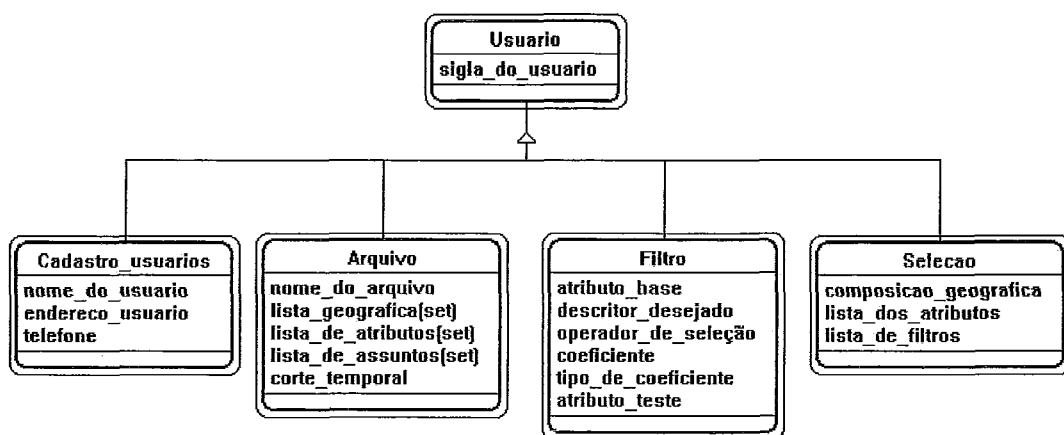 Usuario
sigla_do_usuario
Cadastro_usuarios
nome_do_usuario
endereco_usuario
telefone
Arquivo
nome_do_arquivo
lista_geografica(set)
lista_de_atributos(set)
lista_de_assuntos(set)
corte_temporal
Filtro
atributo_base
descritor_desejado
operador_de_seleção
coeficiente
tipo_de_coeficiente
atributo_teste
Selecao
composicao_geografica
lista_dos_atributos
lista_de_filtros